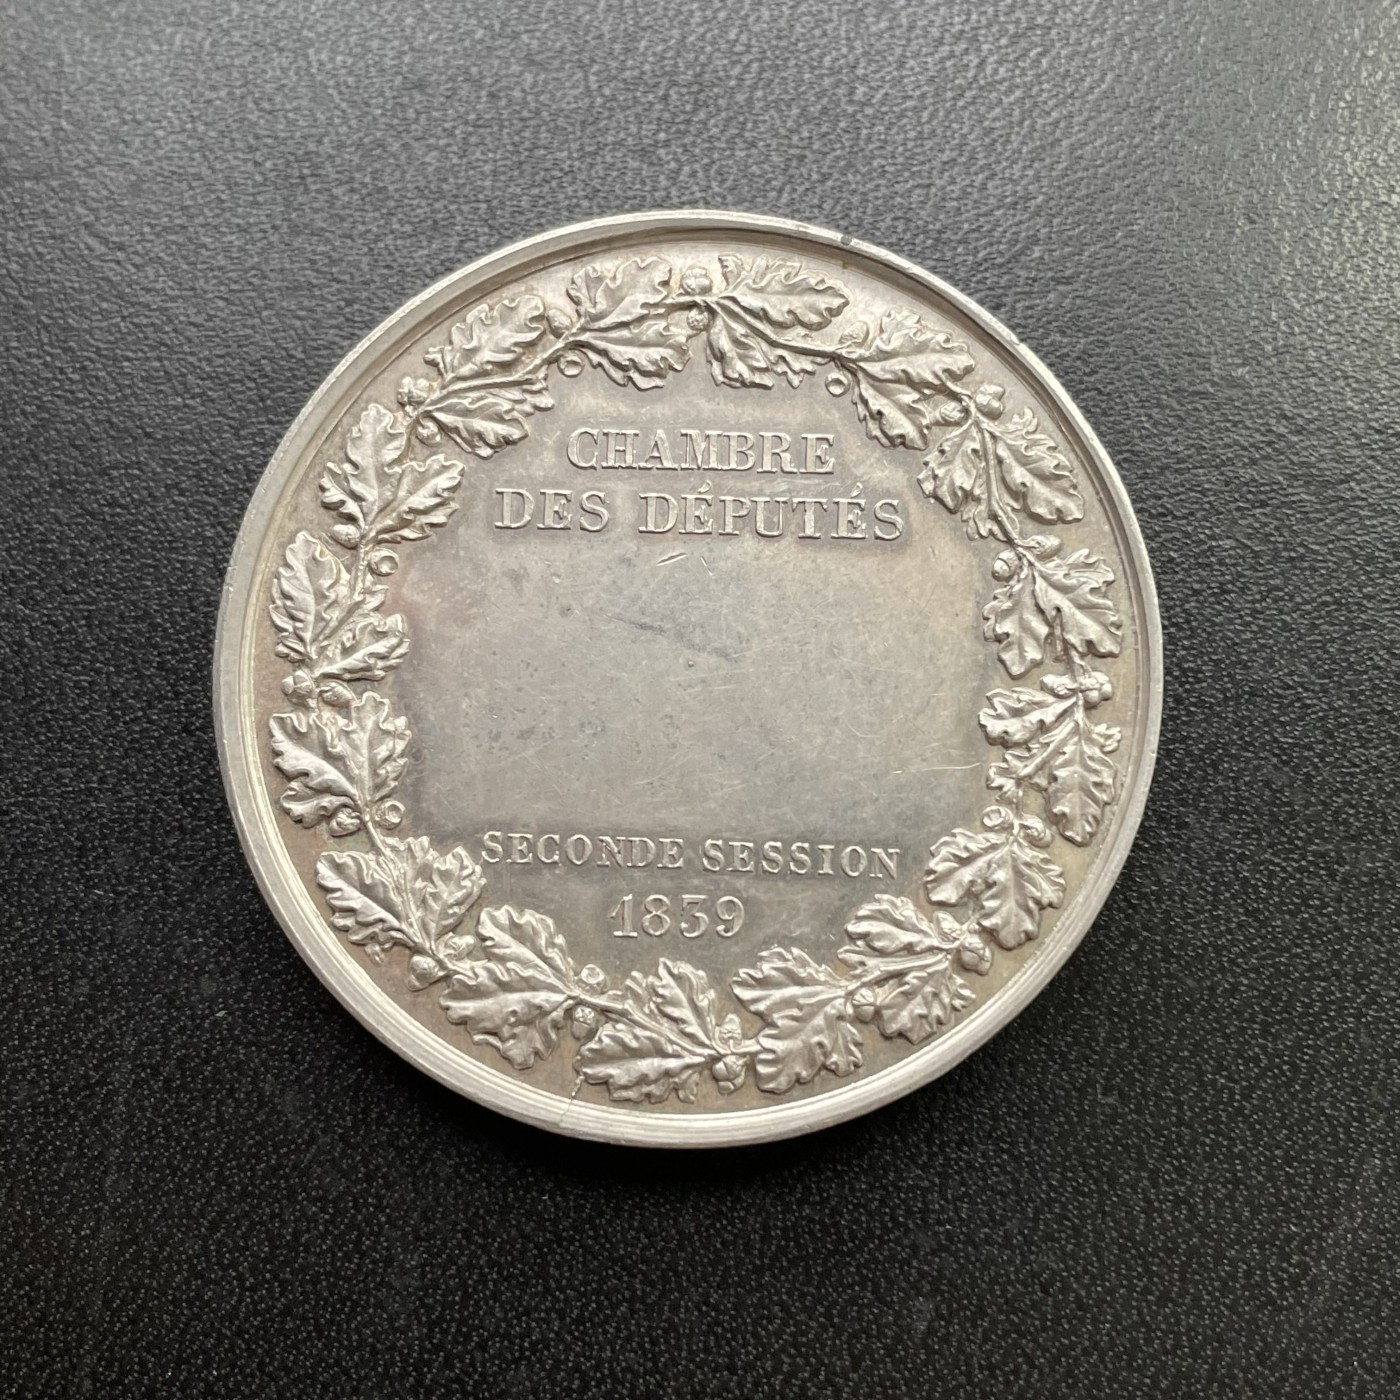 CHAMBRE
DES DÉPUTÉS
SECONDE SESSION
1839